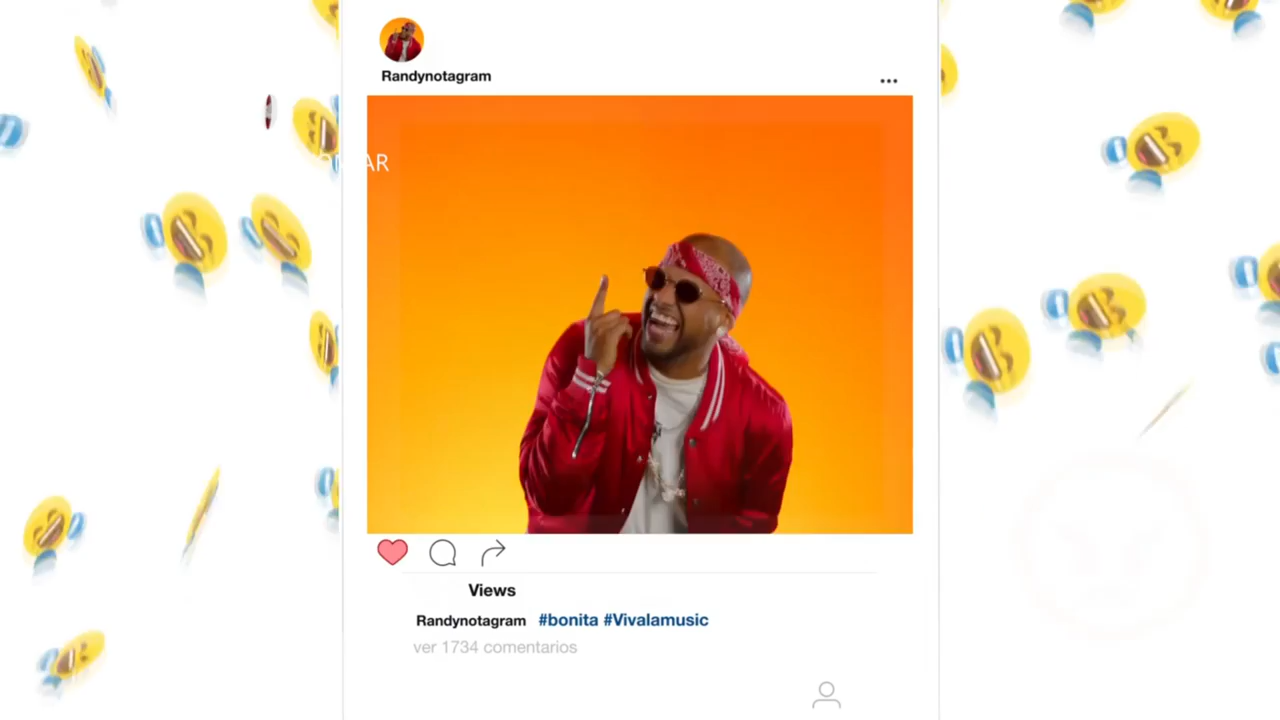 Randynotagram
Views
Randynotagram #bonita #Vivalamusic
ver 1734 comentarios